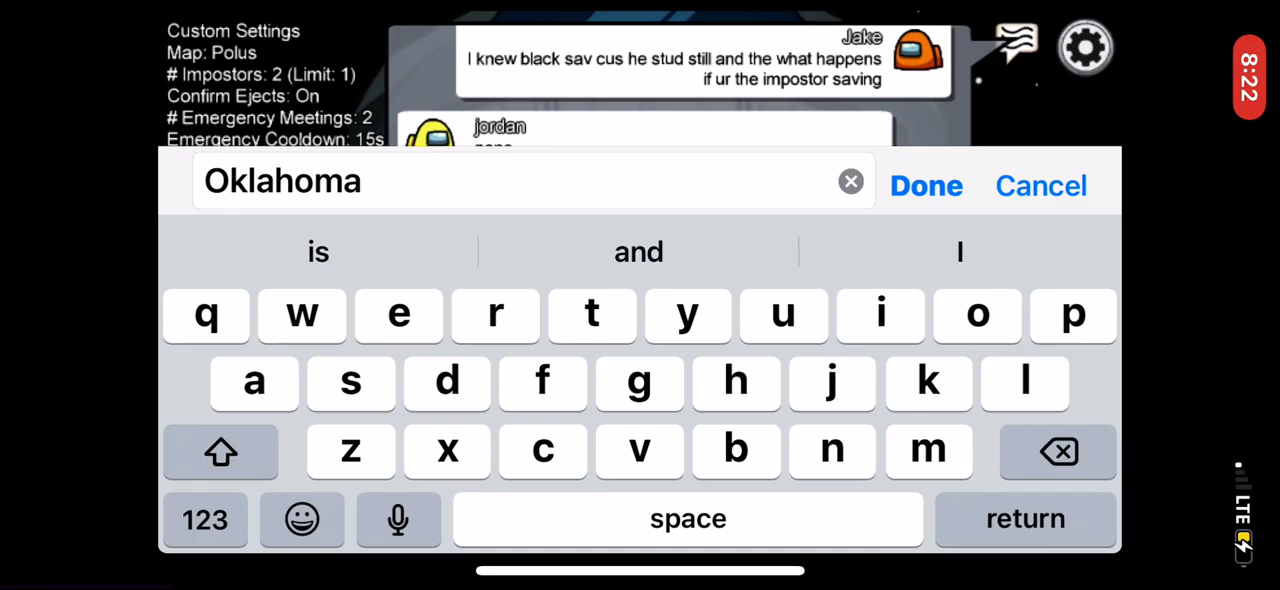 Custom Settings
Map: Polus
# Impostors: 2 (Limit: 1)
Confirm Ejects: On
# Emergency Meetings: 2
Emergency Cooldown: 15s
Jake
I knew black sav cus he stud still and the what happens
if ur the impostor saving
jordan
8:22
Oklahoma
Done
Cancel
is and I
q w e r t y u i o p
a s d f g h j k l
z x c v b n m
123 space return
LTE